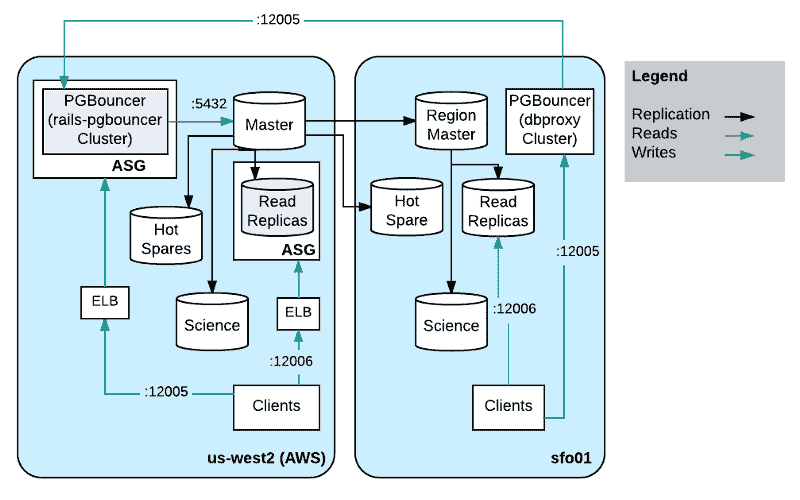 :12005
PGBouncer
(rails-pgbouncer
Cluster)
ASG
:5432
Master
Hot
Spares
Read
Replicas
ASG
Science
ELB
ELB
:12006
:12005
Clients
us-west2 (AWS)
Region
Master
PGBouncer
(dbproxy
Cluster)
Hot
Spare
Read
Replicas
:12005
Science
:12006
Clients
sfo01
Legend
Replication
Reads
Writes